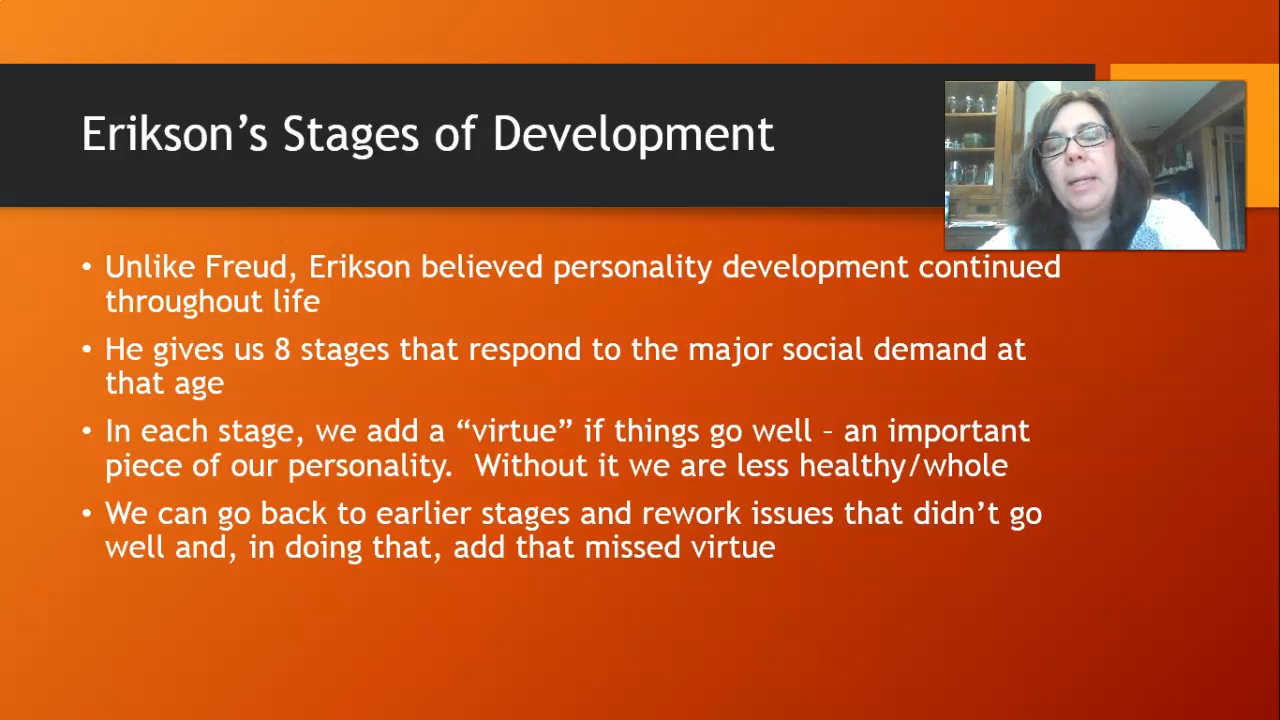 Erikson’s Stages of Development
• Unlike Freud, Erikson believed personality development continued
throughout life
• He gives us 8 stages that respond to the major social demand at
that age
• In each stage, we add a “virtue” if things go well – an important
piece of our personality.  Without it we are less healthy/whole
• We can go back to earlier stages and rework issues that didn’t go
well and, in doing that, add that missed virtue